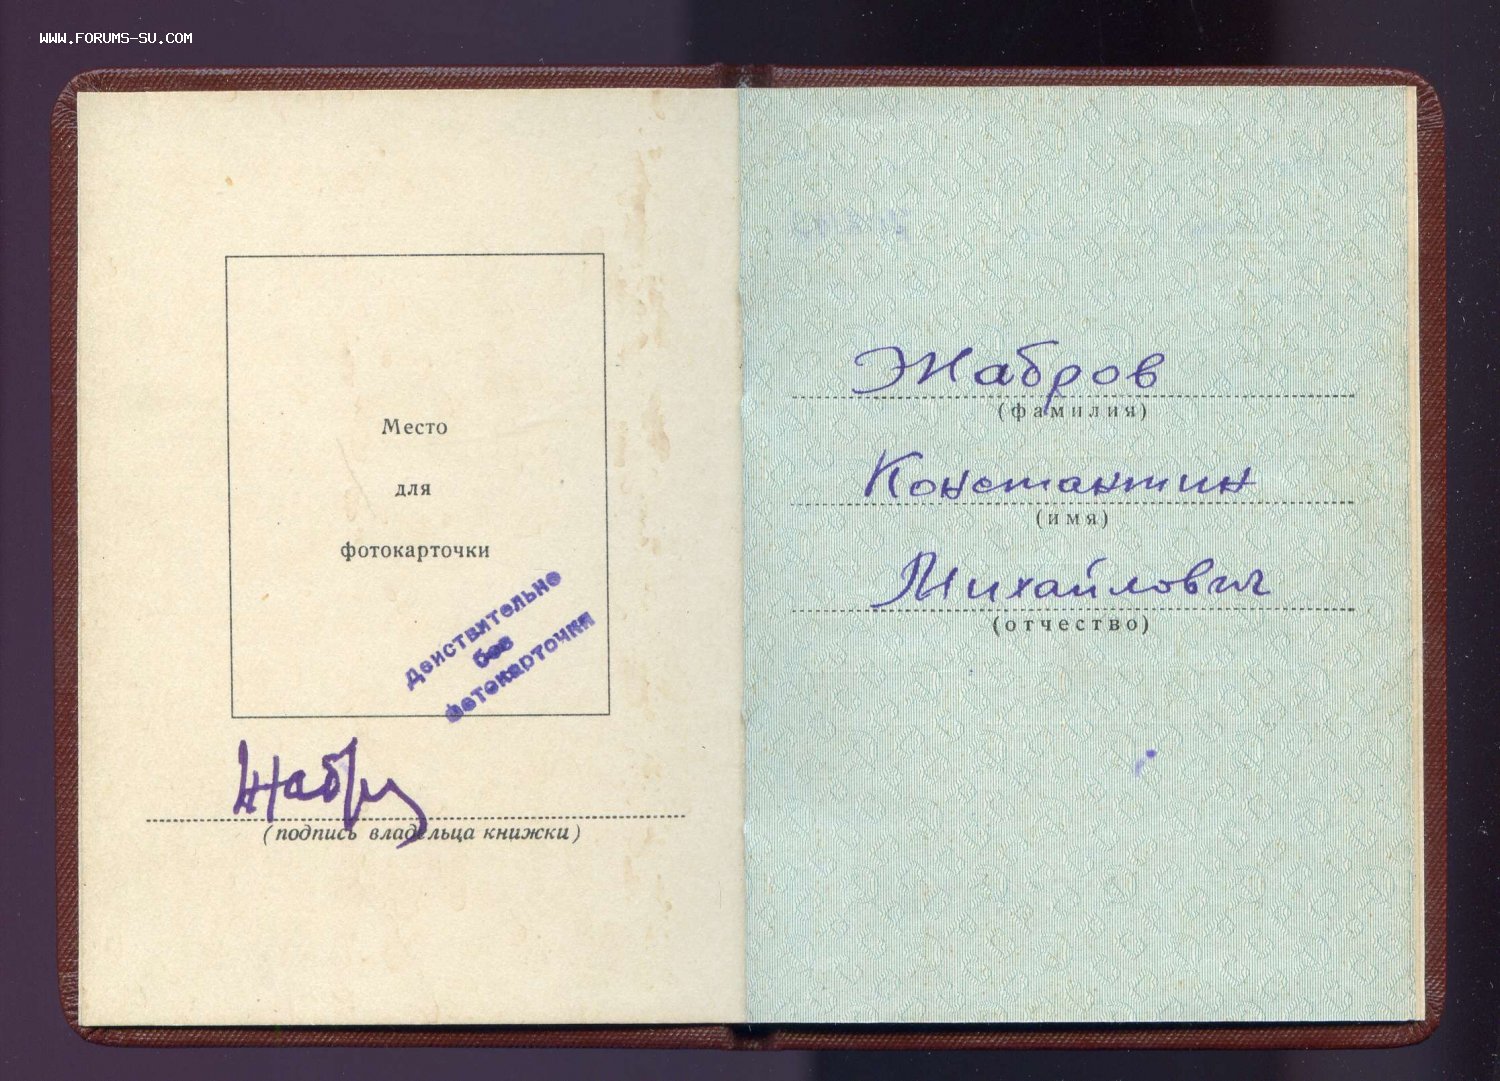 WWW.FORUMS-SU.COM
Место
для
фотокарточки
Действительно
без
фотокарточки
Жабр
(подпись владельца книжки)
Жабров
(фамилия)
Константин
(имя)
Михайлович
(отчество)